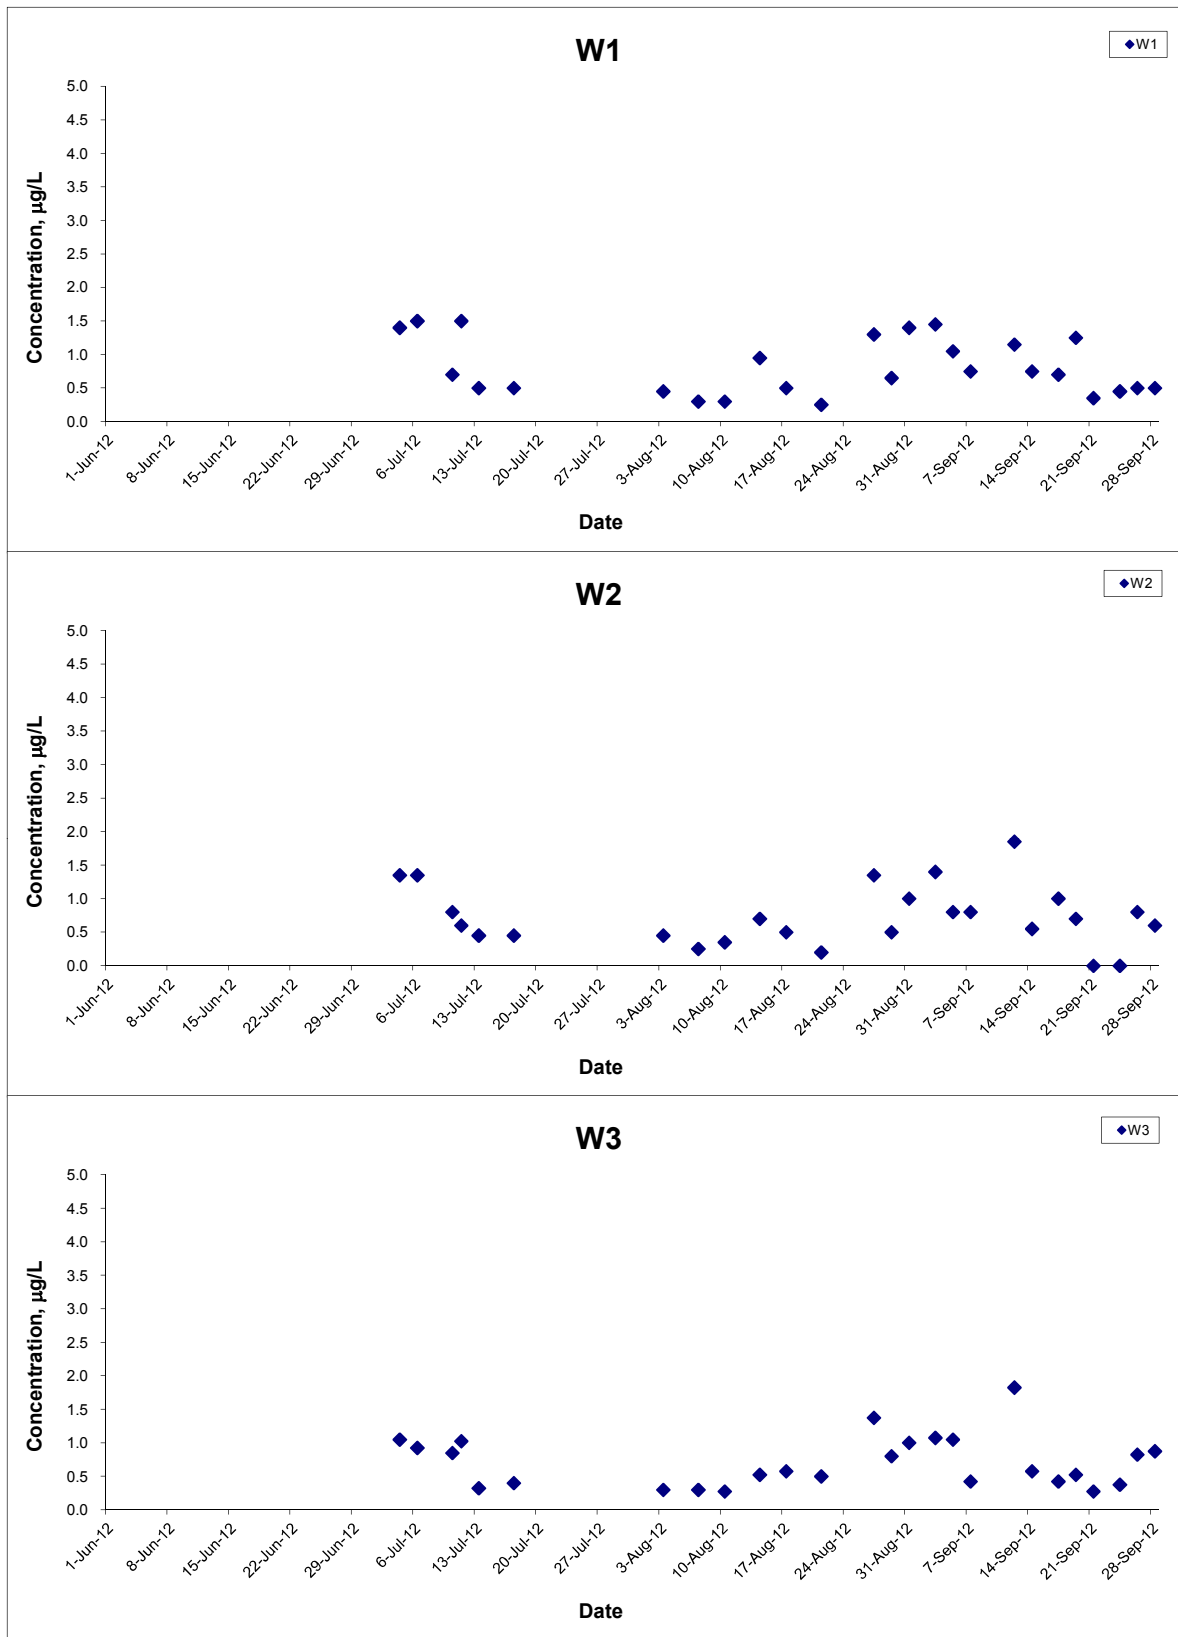 W1
W1
5.0
4.5
4.0
3.5
3.0
2.5
2.0
1.5
1.0
0.5
0.0
Concentration, µg/L
1-Jun-12
8-Jun-12
15-Jun-12
22-Jun-12
29-Jun-12
6-Jul-12
13-Jul-12
20-Jul-12
27-Jul-12
3-Aug-12
10-Aug-12
17-Aug-12
24-Aug-12
31-Aug-12
7-Sep-12
14-Sep-12
21-Sep-12
28-Sep-12
Date
W2
W2
5.0
4.5
4.0
3.5
3.0
2.5
2.0
1.5
1.0
0.5
0.0
Concentration, µg/L
1-Jun-12
8-Jun-12
15-Jun-12
22-Jun-12
29-Jun-12
6-Jul-12
13-Jul-12
20-Jul-12
27-Jul-12
3-Aug-12
10-Aug-12
17-Aug-12
24-Aug-12
31-Aug-12
7-Sep-12
14-Sep-12
21-Sep-12
28-Sep-12
Date
W3
W3
5.0
4.5
4.0
3.5
3.0
2.5
2.0
1.5
1.0
0.5
0.0
Concentration, µg/L
1-Jun-12
8-Jun-12
15-Jun-12
22-Jun-12
29-Jun-12
6-Jul-12
13-Jul-12
20-Jul-12
27-Jul-12
3-Aug-12
10-Aug-12
17-Aug-12
24-Aug-12
31-Aug-12
7-Sep-12
14-Sep-12
21-Sep-12
28-Sep-12
Date